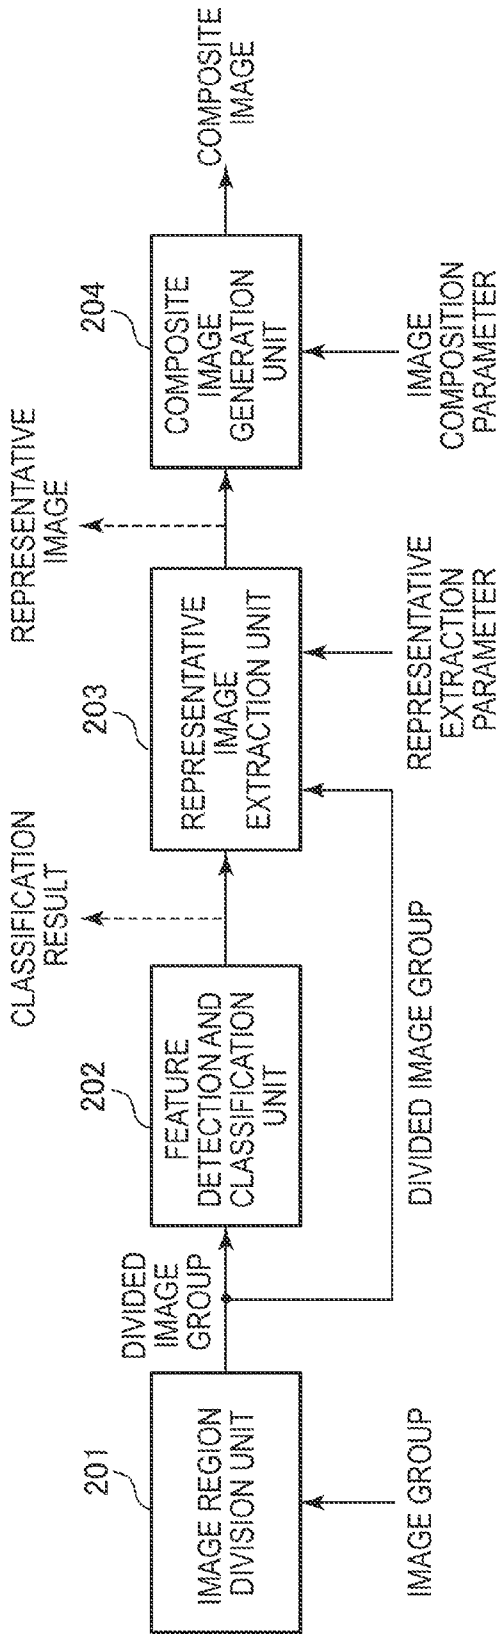 201
IMAGE REGION
DIVISION UNIT
IMAGE GROUP
DIVIDED
IMAGE
GROUP
202
FEATURE
DETECTION AND
CLASSIFICATION
UNIT
CLASSIFICATION
RESULT
DIVIDED IMAGE GROUP
203
REPRESENTATIVE
IMAGE
EXTRACTION UNIT
REPRESENTATIVE
EXTRACTION
PARAMETER
REPRESENTATIVE
IMAGE
204
COMPOSITE
IMAGE
GENERATION
UNIT
IMAGE
COMPOSITION
PARAMETER
COMPOSITE
IMAGE